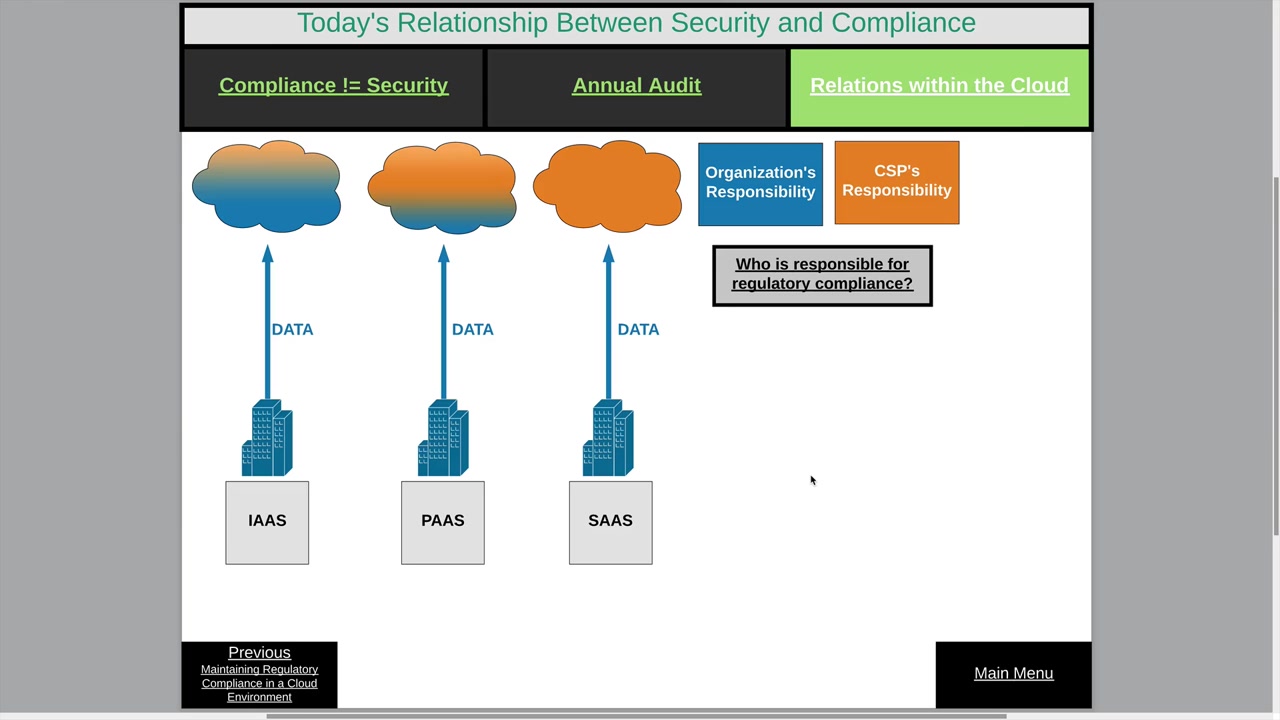 Today's Relationship Between Security and Compliance
Compliance != Security
Annual Audit
Relations within the Cloud
Organization's
Responsibility
CSP's
Responsibility
Who is responsible for
regulatory compliance?
DATA
DATA
DATA
IAAS
PAAS
SAAS
Previous
Maintaining Regulatory
Compliance in a Cloud
Environment
Main Menu